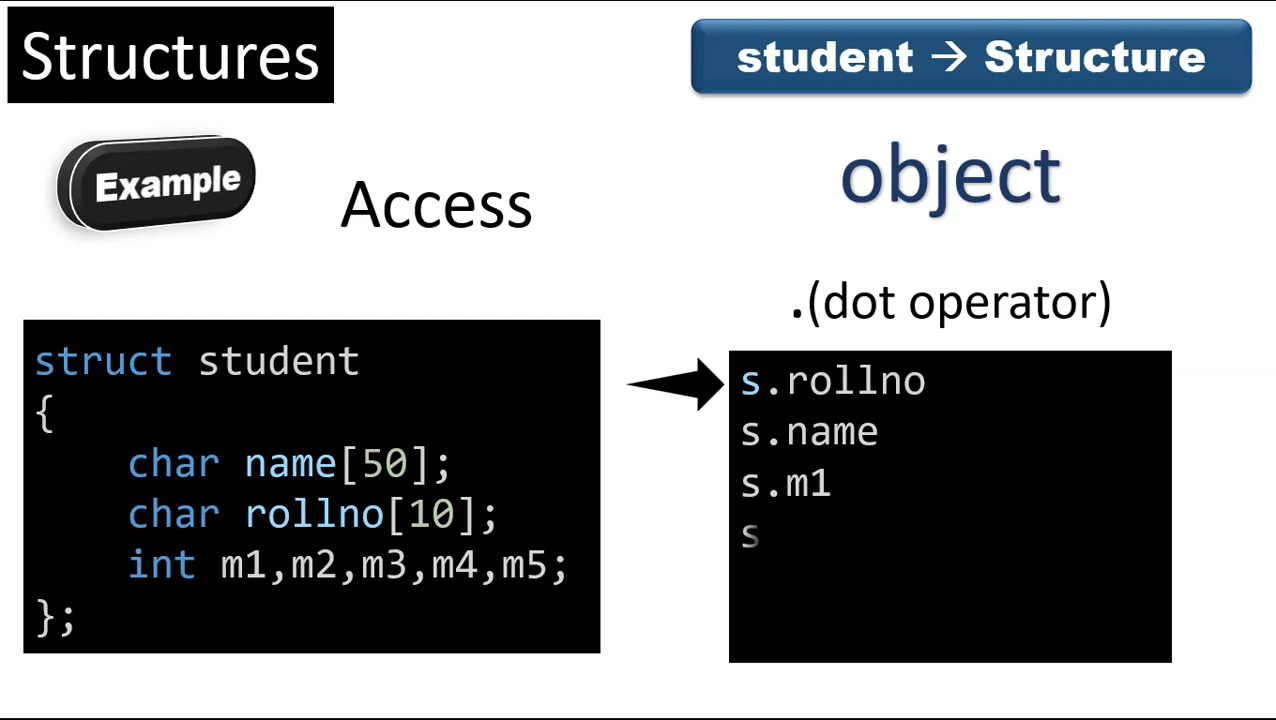 Structures
student → Structure
Example
Access
object
.(dot operator)
struct student
{
char name[50];
char rollno[10];
int m1,m2,m3,m4,m5;
};
s.rollno
s.name
s.m1
s